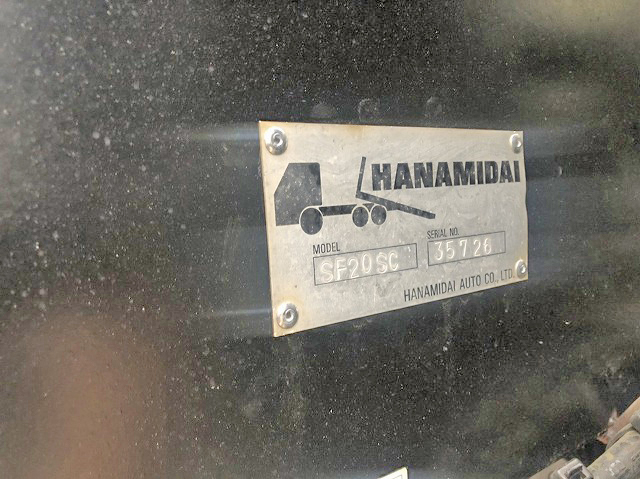 HANAMIDAI
MODEL
SF20SC
SERIAL NO.
35726
HANAMIDAI AUTO CO., LTD.